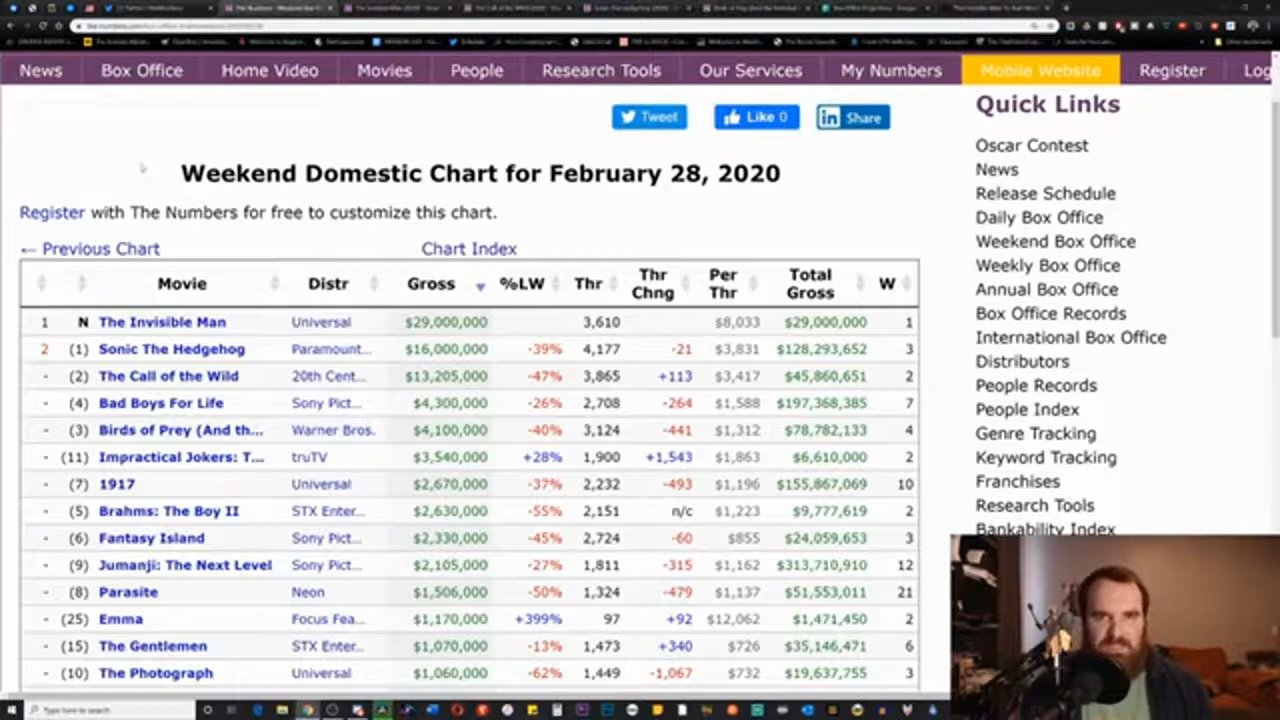 News Box Office Home Video Movies People Research Tools Our Services My Numbers Mobile Website Register Log
Tweet Like 0 Share
Quick Links
Weekend Domestic Chart for February 28, 2020
Register with The Numbers for free to customize this chart.
← Previous Chart Chart Index
Movie Distr Gross %LW Thr Thr Chng Per Thr Total Gross W
1 N The Invisible Man Universal $29,000,000 3,610 $8,033 $29,000,000 1
2 (1) Sonic The Hedgehog Paramount... $16,000,000 -39% 4,177 -21 $3,831 $128,293,652 3
- (2) The Call of the Wild 20th Cent... $13,205,000 -47% 3,865 +113 $3,417 $45,860,651 2
- (4) Bad Boys For Life Sony Pict... $4,300,000 -26% 2,708 -264 $1,588 $197,368,385 7
- (3) Birds of Prey (And th... Warner Bros. $4,100,000 -40% 3,124 -441 $1,312 $78,782,133 4
- (11) Impractical Jokers: T... truTV $3,540,000 +28% 1,900 +1,543 $1,863 $6,610,000 2
- (7) 1917 Universal $2,670,000 -37% 2,232 -493 $1,196 $155,867,069 10
- (5) Brahms: The Boy II STX Enter... $2,630,000 -55% 2,151 n/c $1,223 $9,777,619 2
- (6) Fantasy Island Sony Pict... $2,330,000 -45% 2,724 -60 $855 $24,059,653 3
- (9) Jumanji: The Next Level Sony Pict... $2,105,000 -27% 1,811 -315 $1,162 $313,710,910 12
- (8) Parasite Neon $1,506,000 -50% 1,324 -479 $1,137 $51,553,011 21
- (25) Emma Focus Fea... $1,170,000 +399% 97 +92 $12,062 $1,471,450 2
- (15) The Gentlemen STX Enter... $1,070,000 -13% 1,473 +340 $726 $35,146,471 6
- (10) The Photograph Universal $1,060,000 -62% 1,449 -1,067 $732 $19,637,755 3
Oscar Contest
News
Release Schedule
Daily Box Office
Weekend Box Office
Weekly Box Office
Annual Box Office
Box Office Records
International Box Office
Distributors
People Records
People Index
Genre Tracking
Keyword Tracking
Franchises
Research Tools
Bankability Index
Type here to search